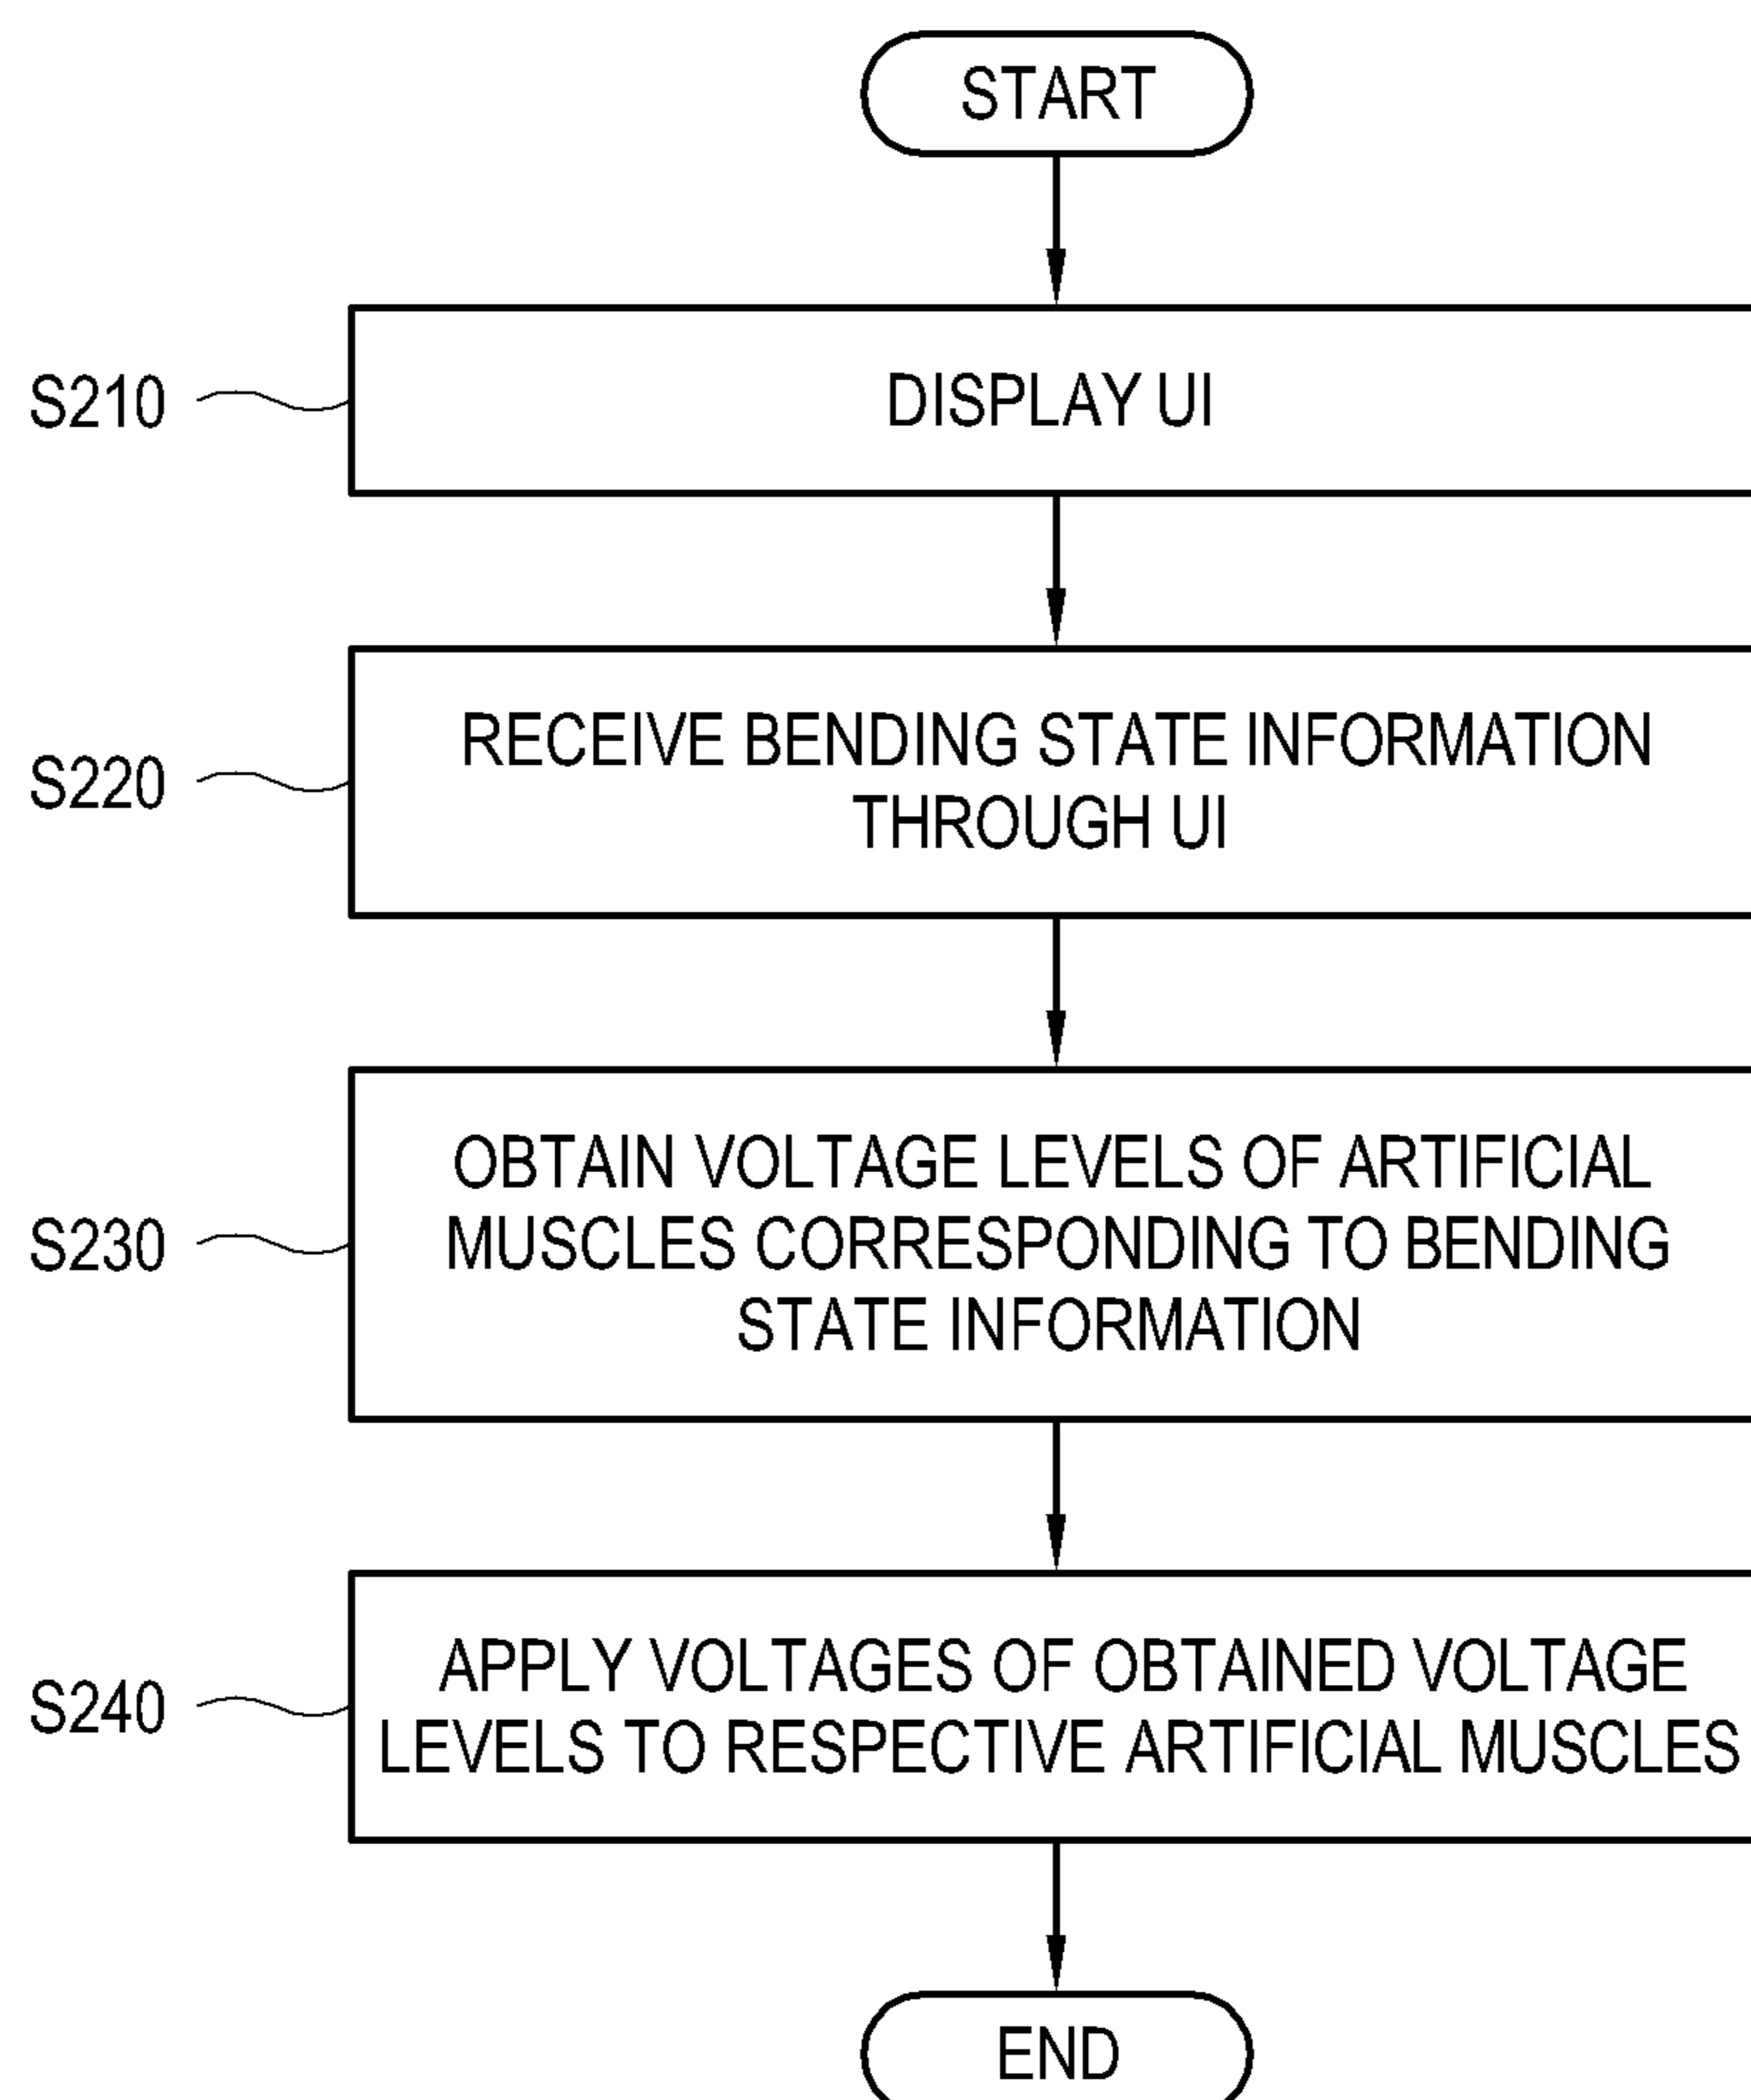 START
S210
DISPLAY UI
S220
RECEIVE BENDING STATE INFORMATION
THROUGH UI
S230
OBTAIN VOLTAGE LEVELS OF ARTIFICIAL
MUSCLES CORRESPONDING TO BENDING
STATE INFORMATION
S240
APPLY VOLTAGES OF OBTAINED VOLTAGE
LEVELS TO RESPECTIVE ARTIFICIAL MUSCLES
END